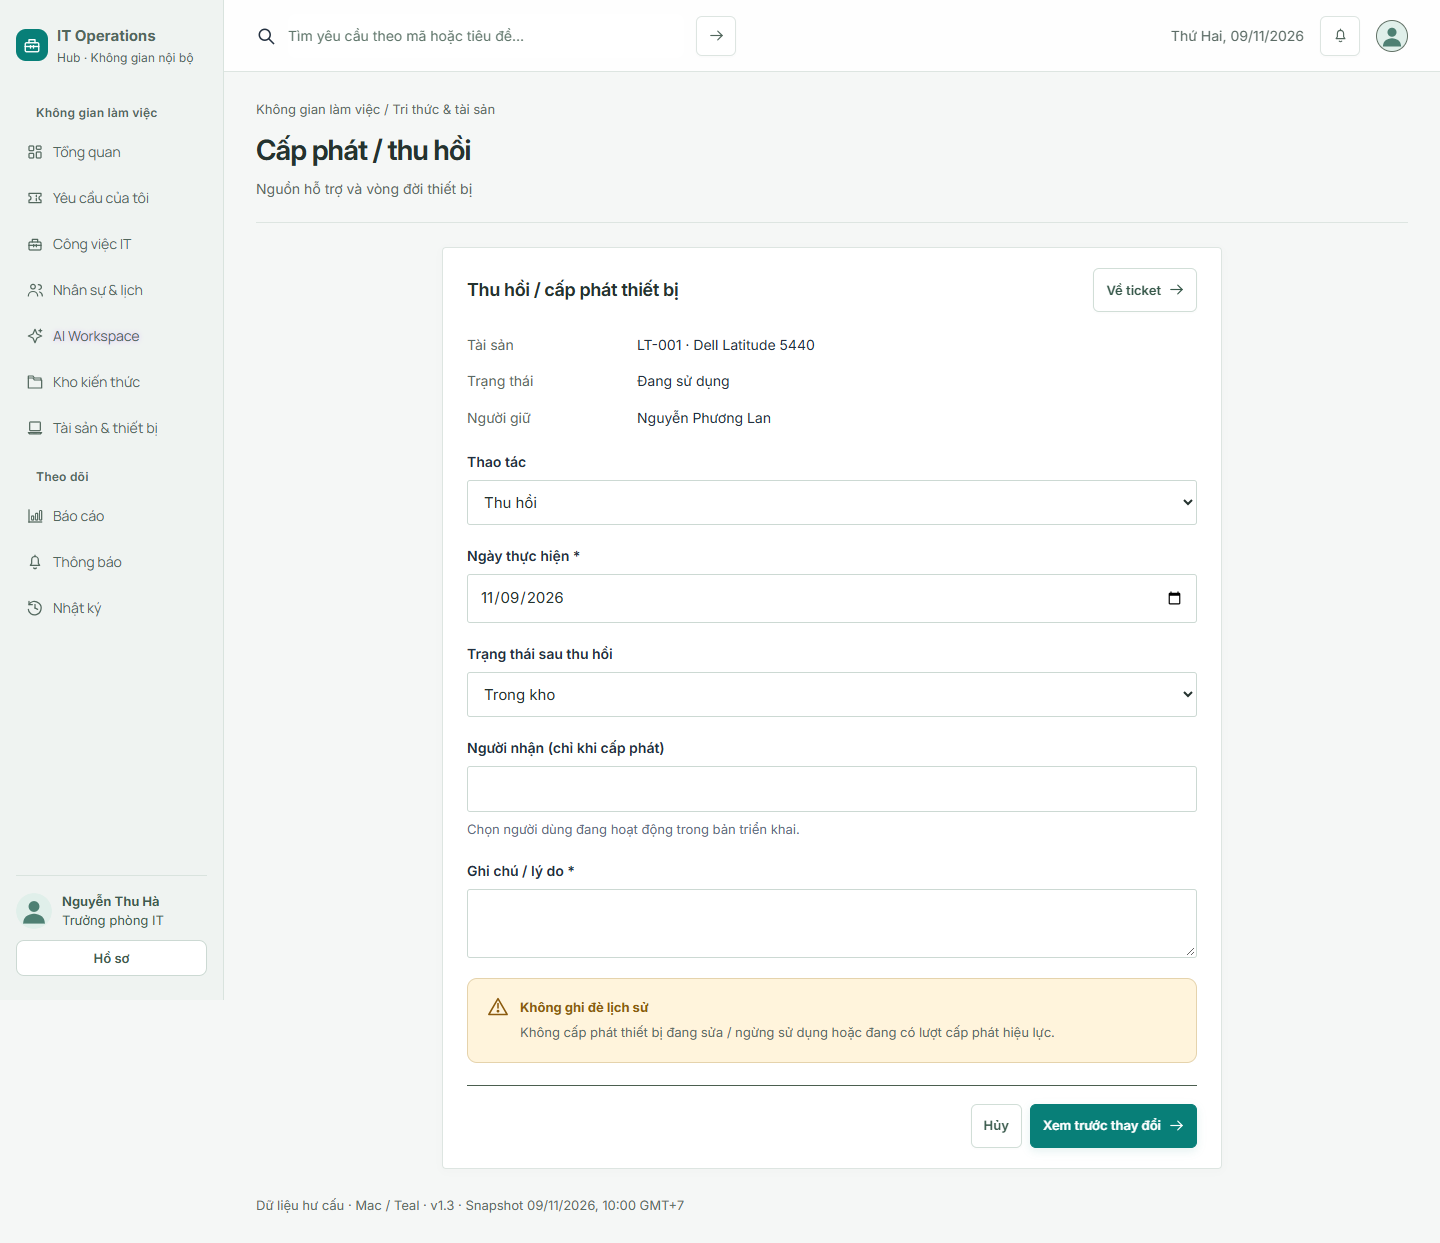 IT Operations
Hub · Không gian nội bộ
Không gian làm việc
Tổng quan
Yêu cầu của tôi
Công việc IT
Nhân sự & lịch
AI Workspace
Kho kiến thức
Tài sản & thiết bị
Theo dõi
Báo cáo
Thông báo
Nhật ký
Nguyễn Thu Hà
Trưởng phòng IT
Hồ sơ
Tìm yêu cầu theo mã hoặc tiêu đề...
Thứ Hai, 09/11/2026
Không gian làm việc / Tri thức & tài sản
Cấp phát / thu hồi
Nguồn hỗ trợ và vòng đời thiết bị
Thu hồi / cấp phát thiết bị
Về ticket
Tài sản LT-001 · Dell Latitude 5440
Trạng thái Đang sử dụng
Người giữ Nguyễn Phương Lan
Thao tác
Thu hồi
Ngày thực hiện *
11/09/2026
Trạng thái sau thu hồi
Trong kho
Người nhận (chỉ khi cấp phát)
Chọn người dùng đang hoạt động trong bản triển khai.
Ghi chú / lý do *
Không ghi đè lịch sử
Không cấp phát thiết bị đang sửa / ngừng sử dụng hoặc đang có lượt cấp phát hiệu lực.
Hủy
Xem trước thay đổi
Dữ liệu hư cấu · Mac / Teal · v1.3 · Snapshot 09/11/2026, 10:00 GMT+7